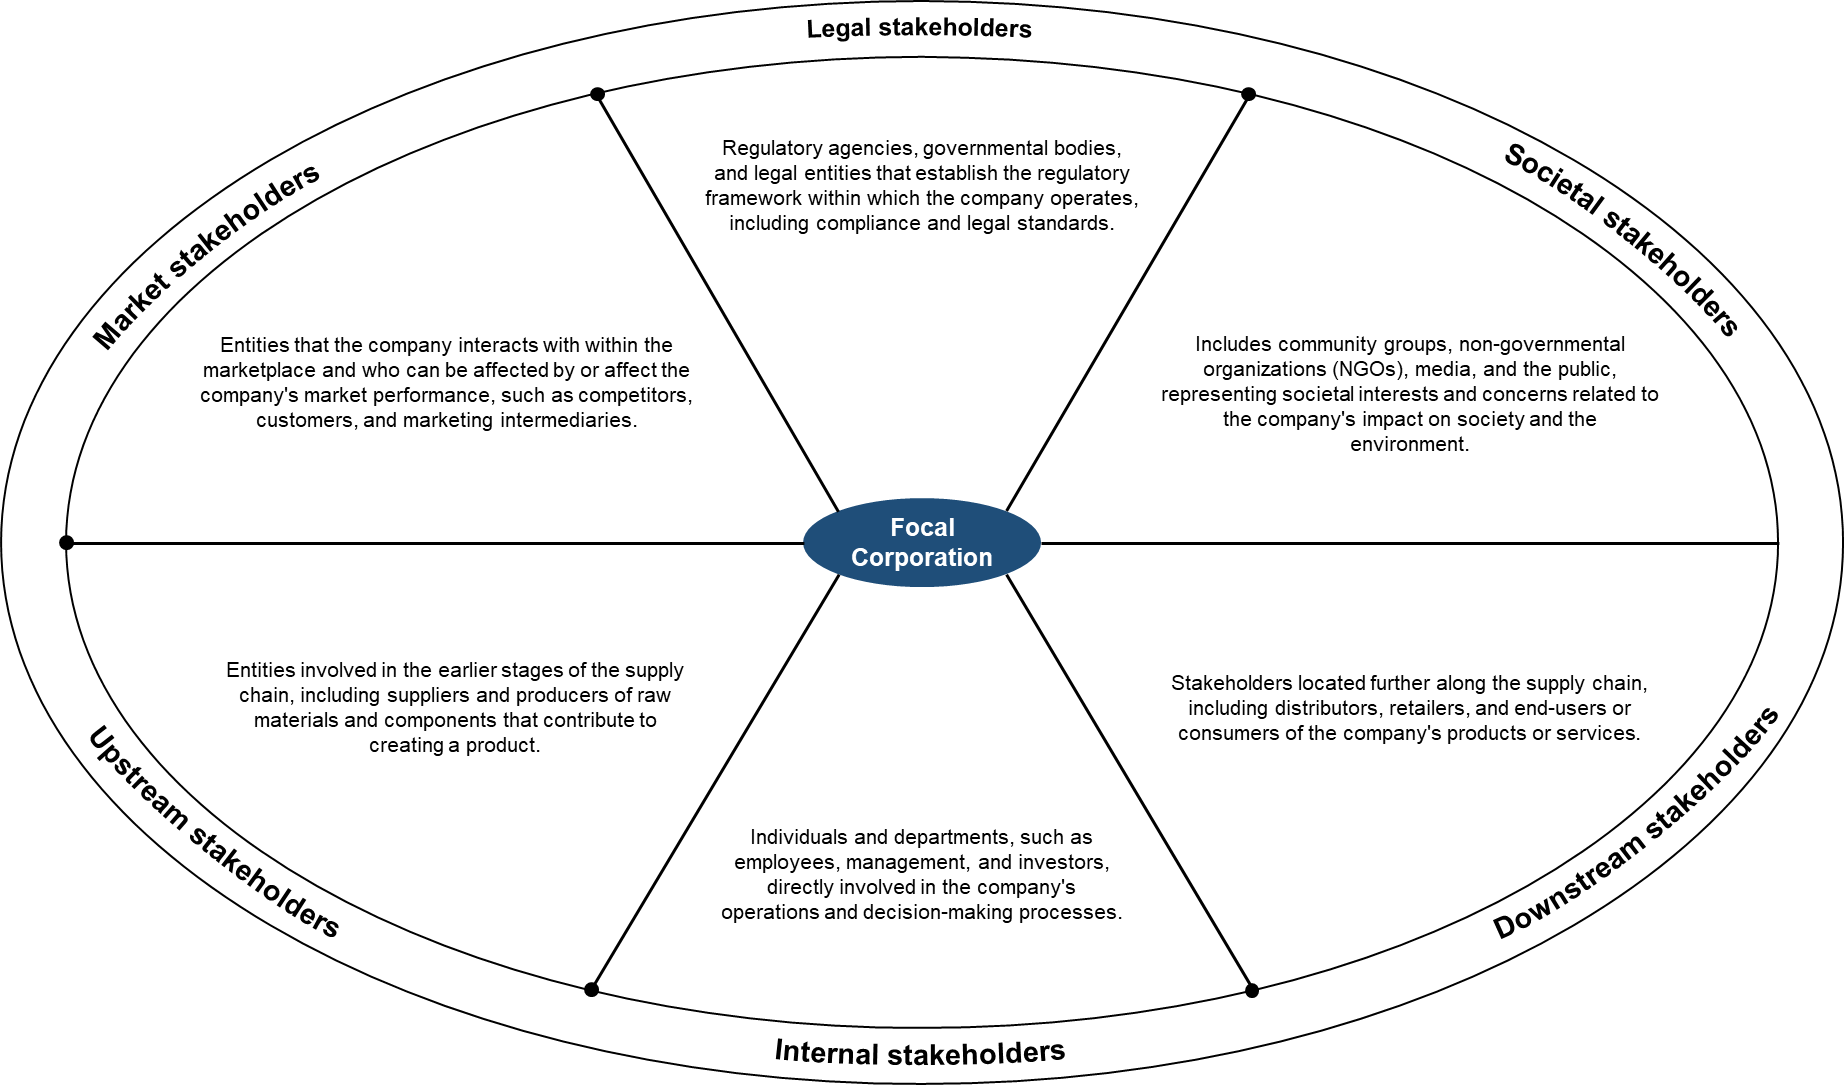 Legal stakeholders
Regulatory agencies, governmental bodies,
and legal entities that establish the regulatory
framework within which the company operates,
including compliance and legal standards.
Market stakeholders
Entities that the company interacts with within the
marketplace and who can be affected by or affect the
company's market performance, such as competitors,
customers, and marketing intermediaries.
Societal stakeholders
Includes community groups, non-governmental
organizations (NGOs), media, and the public,
representing societal interests and concerns related to
the company's impact on society and the
environment.
Focal
Corporation
Upstream stakeholders
Entities involved in the earlier stages of the supply
chain, including suppliers and producers of raw
materials and components that contribute to
creating a product.
Downstream stakeholders
Stakeholders located further along the supply chain,
including distributors, retailers, and end-users or
consumers of the company's products or services.
Individuals and departments, such as
employees, management, and investors,
directly involved in the company's
operations and decision-making processes.
Internal stakeholders